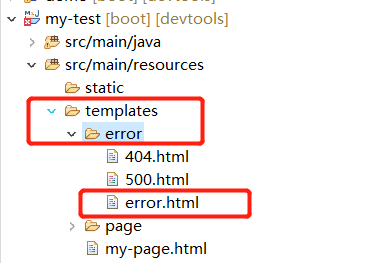 demo [boot] [devtools]
my-test [boot] [devtools]
src/main/java
src/main/resources
static
templates
error
404.html
500.html
error.html
page
my-page.html